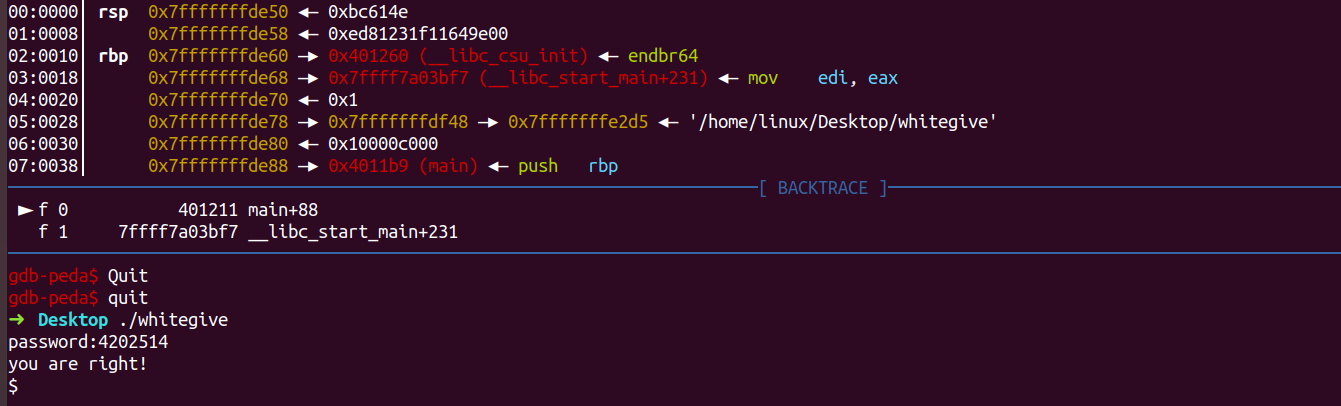 00:0000│ rsp 0x7fffffffde50 ◂— 0xbc614e
01:0008│ 0x7fffffffde58 ◂— 0xed81231f11649e00
02:0010│ rbp 0x7fffffffde60 —▸ 0x401260 (__libc_csu_init) ◂— endbr64
03:0018│ 0x7fffffffde68 —▸ 0x7ffff7a03bf7 (__libc_start_main+231) ◂— mov edi, eax
04:0020│ 0x7fffffffde70 ◂— 0x1
05:0028│ 0x7fffffffde78 —▸ 0x7fffffffdf48 —▸ 0x7fffffffe2d5 ◂— '/home/linux/Desktop/whitegive'
06:0030│ 0x7fffffffde80 ◂— 0x10000c000
07:0038│ 0x7fffffffde88 —▸ 0x4011b9 (main) ◂— push rbp
[ BACKTRACE ]
► f 0 401211 main+88
f 1 7ffff7a03bf7 __libc_start_main+231
gdb-peda$ Quit
gdb-peda$ quit
➜ Desktop ./whitegive
password:4202514
you are right!
$